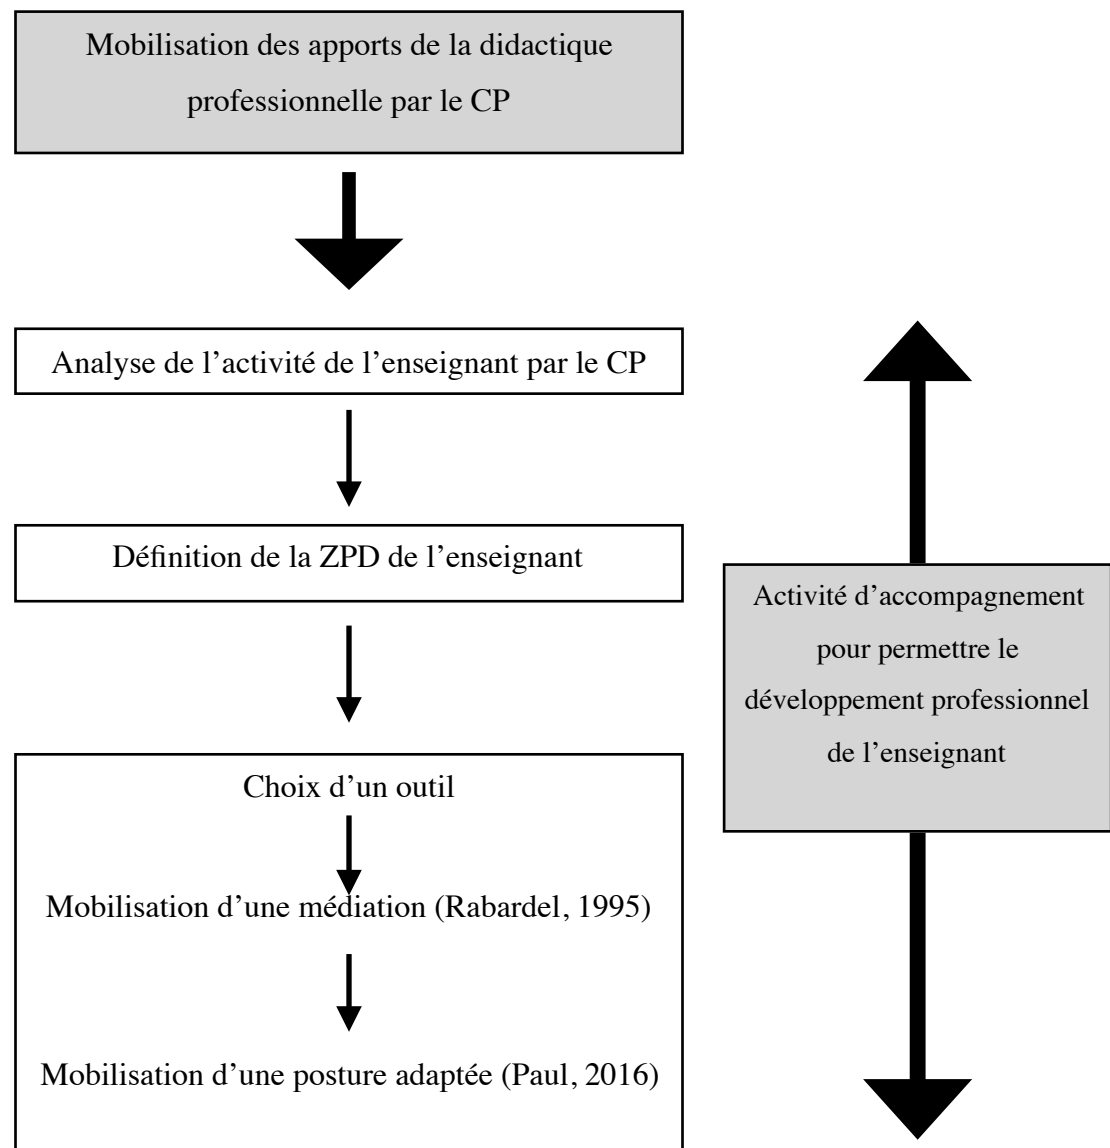 Mobilisation des apports de la didactique
professionnelle par le CP
Analyse de l’activité de l’enseignant par le CP
Définition de la ZPD de l’enseignant
Choix d’un outil
Mobilisation d’une médiation (Rabardel, 1995)
Mobilisation d’une posture adaptée (Paul, 2016)
Activité d’accompagnement
pour permettre le
développement professionnel
de l’enseignant